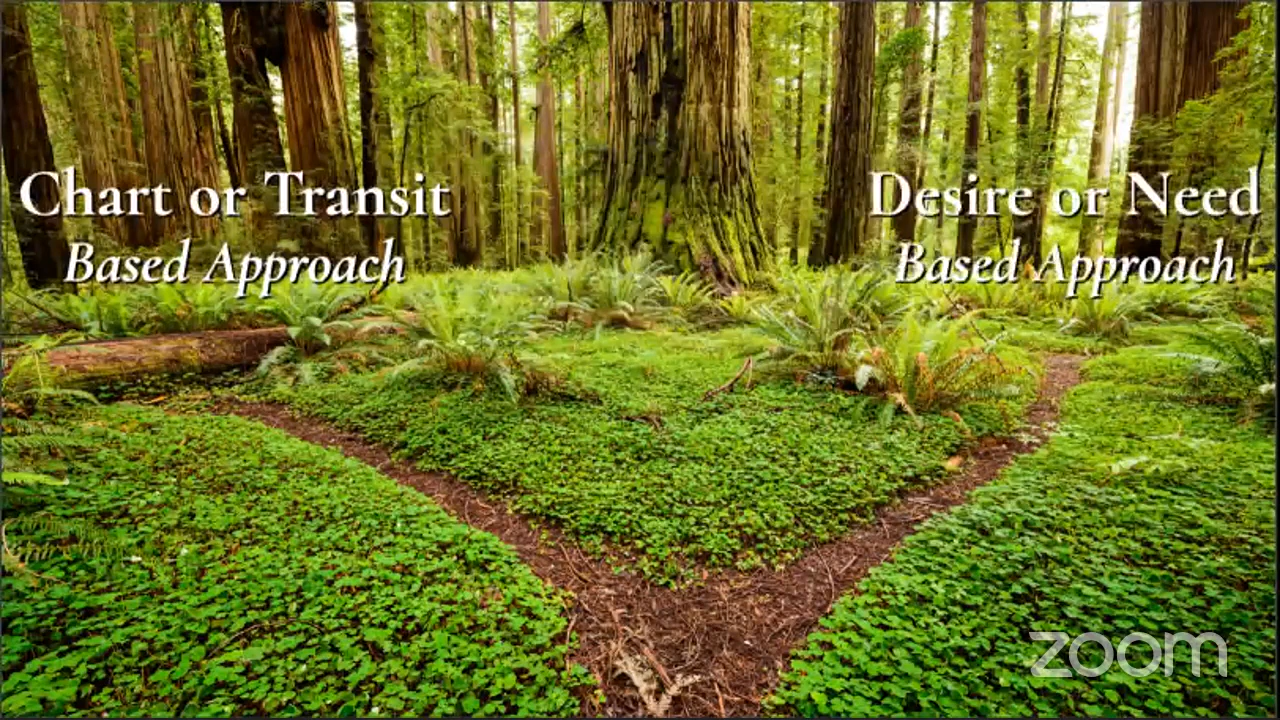 Chart or Transit
Based Approach
Desire or Need
Based Approach
zoom